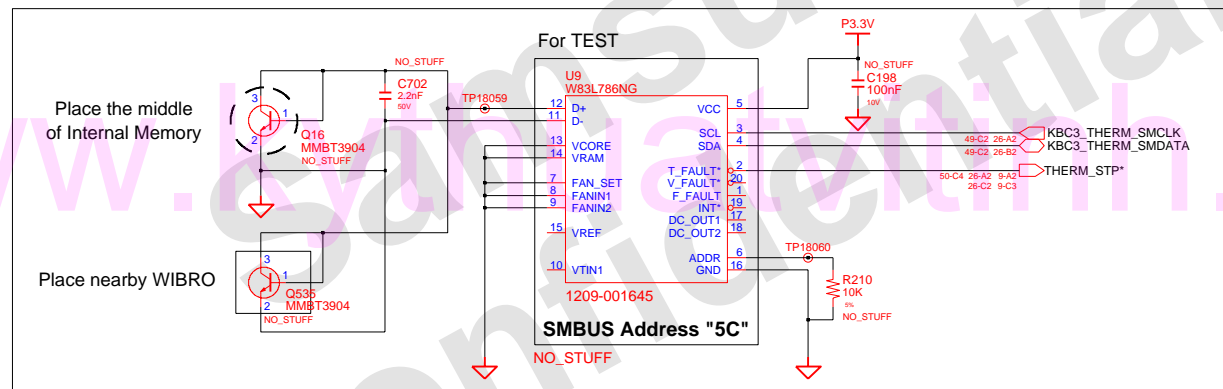 For TEST
P3.3V
NO_STUFF
C198
100nF
10V
NO_STUFF
C702
2.2nF
50V
TP18059
U9
W83L786NG
Place the middle
of Internal Memory
3
1
2
Q16
MMBT3904
NO_STUFF
12 D+
11 D-
13 VCORE
14 VRAM
7 FAN_SET
8 FANIN1
9 FANIN2
15 VREF
10 VTIN1
VCC 5
SCL 3
SDA 4
T_FAULT* 2
V_FAULT* 20
F_FAULT 1
INT* 19
DC_OUT1 17
DC_OUT2 18
ADDR 6
GND 16
KBC3_THERM_SMCLK
49-C2 26-A2
KBC3_THERM_SMDATA
49-C2 26-B2
THERM_STP*
50-C4 26-A2 9-A2
26-C2 9-C3
TP18060
R210
10K
5%
NO_STUFF
Place nearby WIBRO
3
1
2
Q535
MMBT3904
NO_STUFF
1209-001645
SMBUS Address "5C"
NO_STUFF
www.kythuatvitinh.
Samsu
onfidential